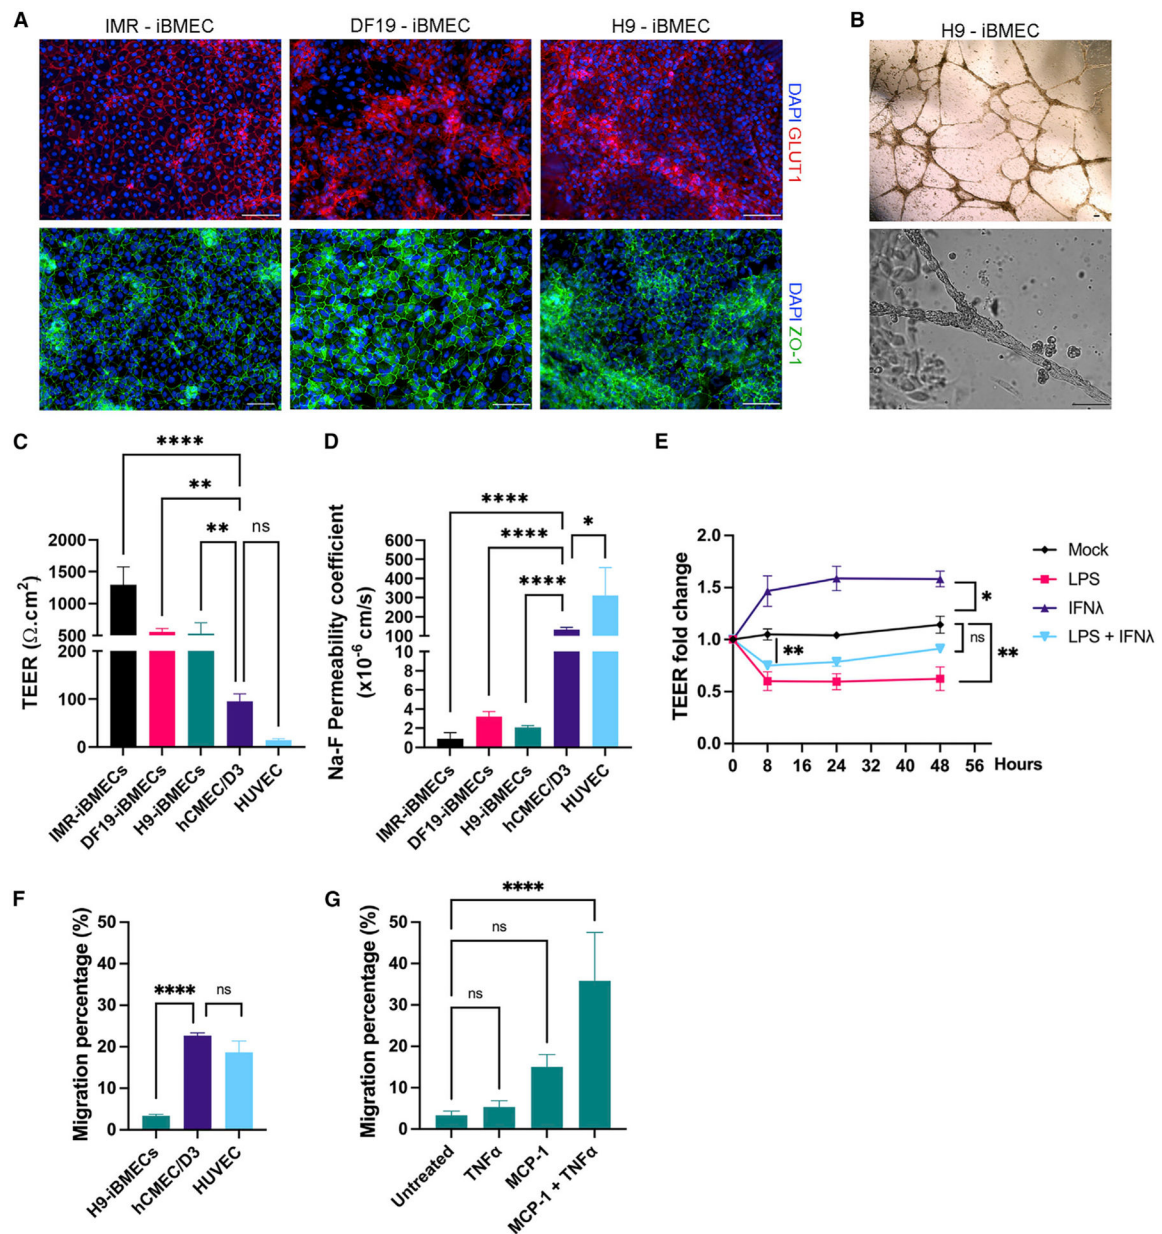 A
IMR - iBMEC
DF19 - iBMEC
H9 - iBMEC
DAPI GLUT1
DAPI ZO-1
B
H9 - iBMEC
C
TEER (Ω.cm²)
2000
1500
1000
500
200
100
0
****
**
**
ns
IMR-iBMECs
DF19-iBMECs
H9-iBMECs
hCMEC/D3
HUVEC
D
Na-F Permeability coefficient
(x10⁻⁶ cm/s)
600
500
400
300
200
100
10
8
6
4
2
0
****
****
****
*
IMR-iBMECs
DF19-iBMECs
H9-iBMECs
hCMEC/D3
HUVEC
E
TEER fold change
2.0
1.5
1.0
0.5
0.0
0 8 16 24 32 40 48 56 Hours
**
*
ns
**
Mock
LPS
IFNλ
LPS + IFNλ
F
Migration percentage (%)
50
40
30
20
10
0
****
ns
H9-iBMECs
hCMEC/D3
HUVEC
G
Migration percentage (%)
50
40
30
20
10
0
****
ns
ns
Untreated
TNFα
MCP-1
MCP-1 + TNFα